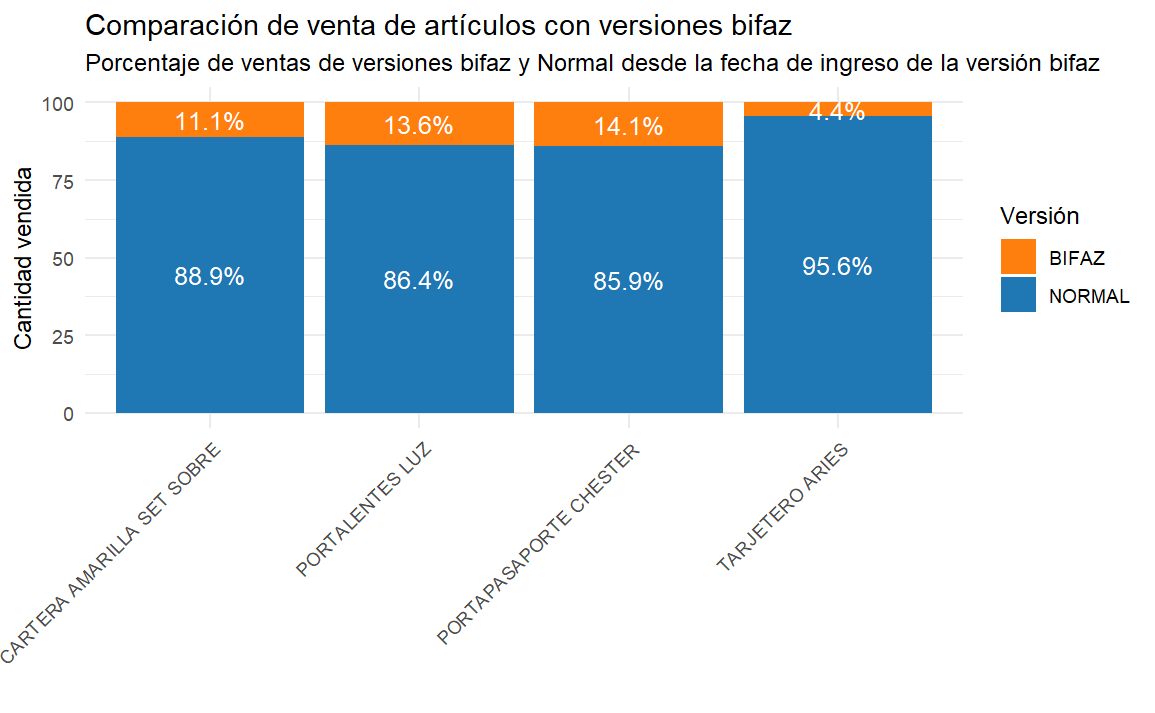 Comparación de venta de artículos con versiones bifaz
Porcentaje de ventas de versiones bifaz y Normal desde la fecha de ingreso de la versión bifaz
Cantidad vendida
100
75
50
25
0
11.1%
13.6%
14.1%
4.4%
88.9%
86.4%
85.9%
95.6%
CARTERA AMARILLA SET SOBRE
PORTALENTES LUZ
PORTAPASAPORTE CHESTER
TARJETERO ARIES
Versión
BIFAZ
NORMAL